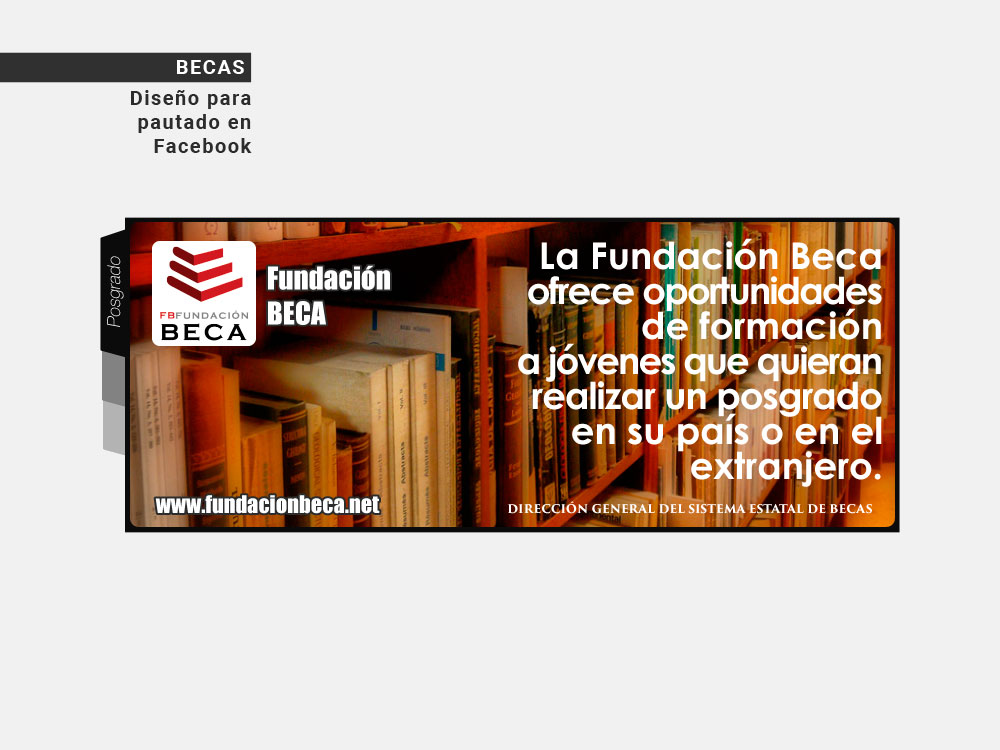 BECAS
Diseño para
pautado en
Facebook
Posgrado
FBFUNDACIÓN
BECA
Fundación
BECA
La Fundación Beca
ofrece oportunidades
de formación
a jóvenes que quieran
realizar un posgrado
en su país o en el
extranjero.
www.fundacionbeca.net
DIRECCIÓN GENERAL DEL SISTEMA ESTATAL DE BECAS